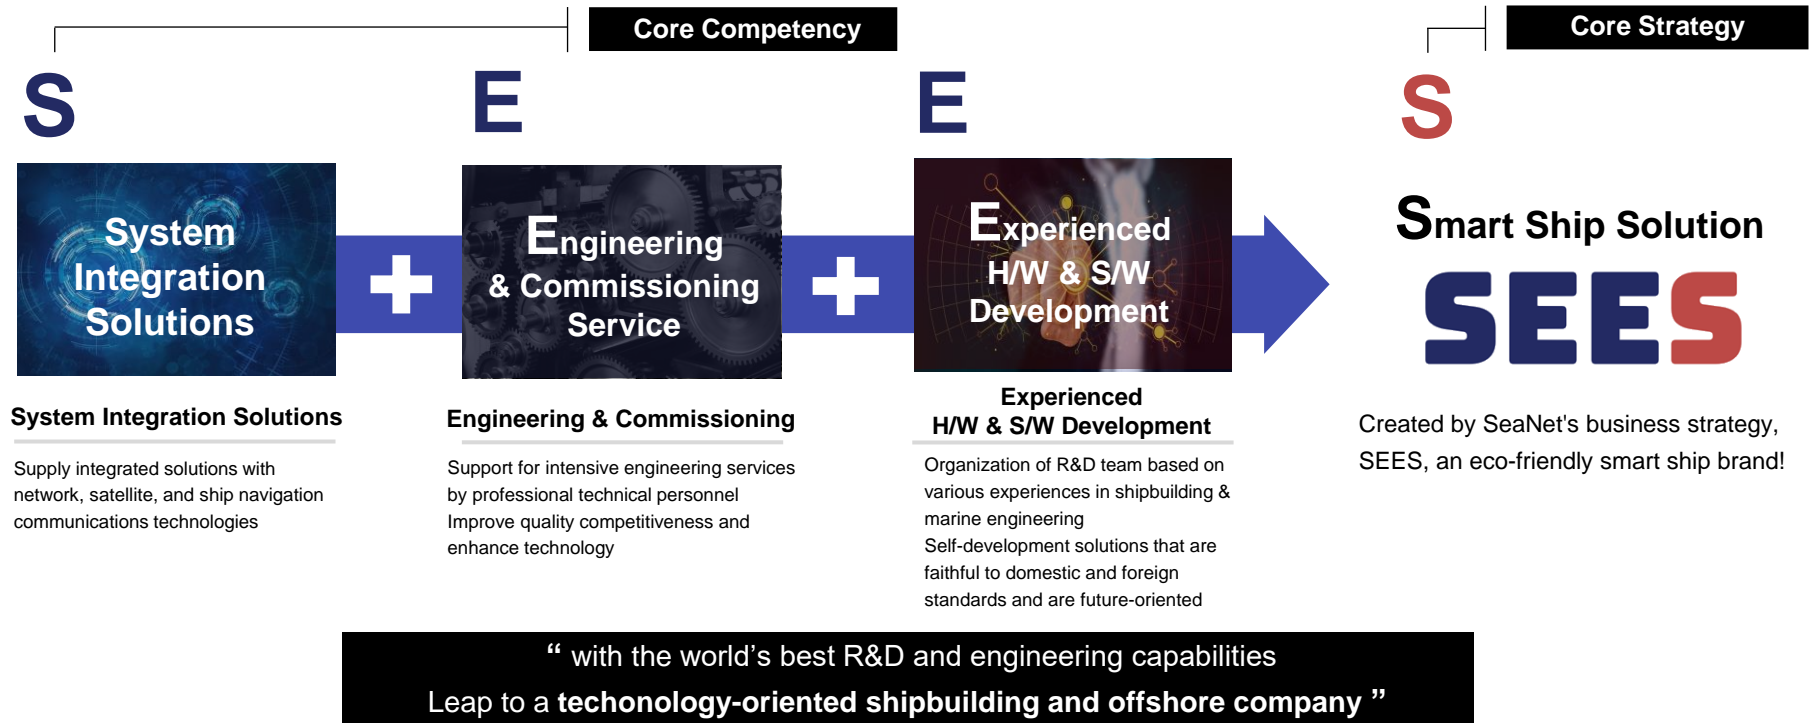 Core Competency
Core Strategy
S
E
E
S
System
Integration
Solutions
Engineering
& Commissioning
Service
Experienced
H/W & S/W
Development
Smart Ship Solution
SEES
System Integration Solutions
Supply integrated solutions with
network, satellite, and ship navigation
communications technologies
Engineering & Commissioning
Support for intensive engineering services
by professional technical personnel
Improve quality competitiveness and
enhance technology
Experienced
H/W & S/W Development
Organization of R&D team based on
various experiences in shipbuilding &
marine engineering
Self-development solutions that are
faithful to domestic and foreign
standards and are future-oriented
Created by SeaNet's business strategy,
SEES, an eco-friendly smart ship brand!
“ with the world’s best R&D and engineering capabilities
Leap to a techonology-oriented shipbuilding and offshore company ”